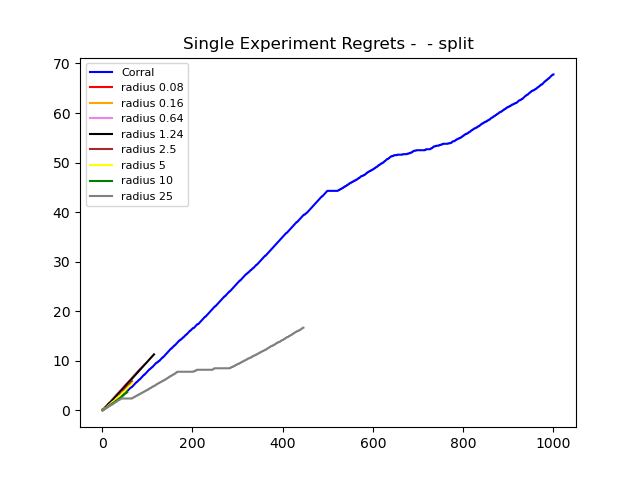 Single Experiment Regrets -  - split
70
60
50
40
30
20
10
0
Corral
radius 0.08
radius 0.16
radius 0.64
radius 1.24
radius 2.5
radius 5
radius 10
radius 25
0 200 400 600 800 1000